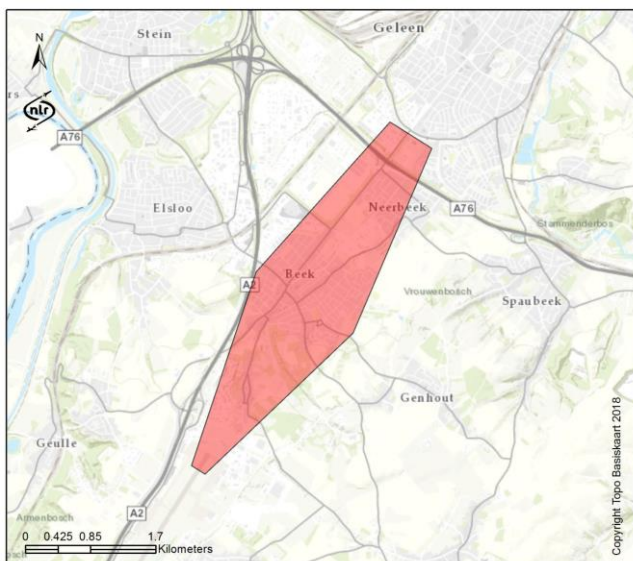 Stein
Geleen
N
nlr
A76
Elsloo
Neerbeek
A76
Stammenderbos
A2
Beek
Vrouwenbosch
Spaubeek
Genhout
Geulle
A2
Armenbosch
0 0.425 0.85 1.7
Kilometers
Copyright Topo Basiskaart 2018